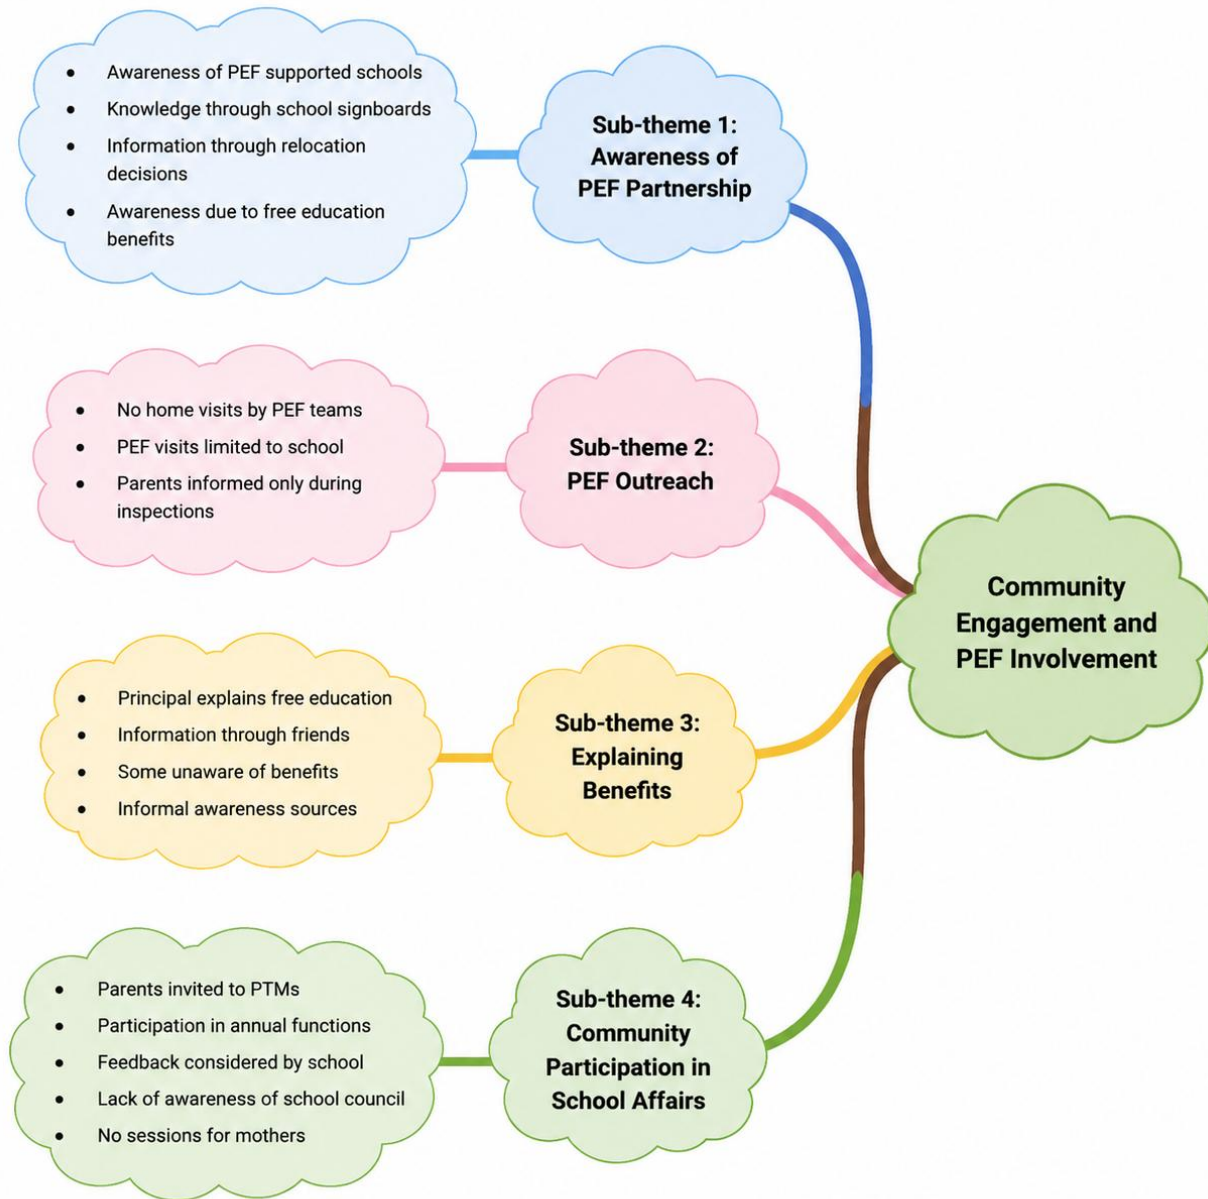 • Awareness of PEF supported schools
• Knowledge through school signboards
• Information through relocation
decisions
• Awareness due to free education
benefits
Sub-theme 1:
Awareness of
PEF Partnership
• No home visits by PEF teams
• PEF visits limited to school
• Parents informed only during
inspections
Sub-theme 2:
PEF Outreach
Community
Engagement and
PEF Involvement
• Principal explains free education
• Information through friends
• Some unaware of benefits
• Informal awareness sources
Sub-theme 3:
Explaining
Benefits
• Parents invited to PTMs
• Participation in annual functions
• Feedback considered by school
• Lack of awareness of school council
• No sessions for mothers
Sub-theme 4:
Community
Participation in
School Affairs